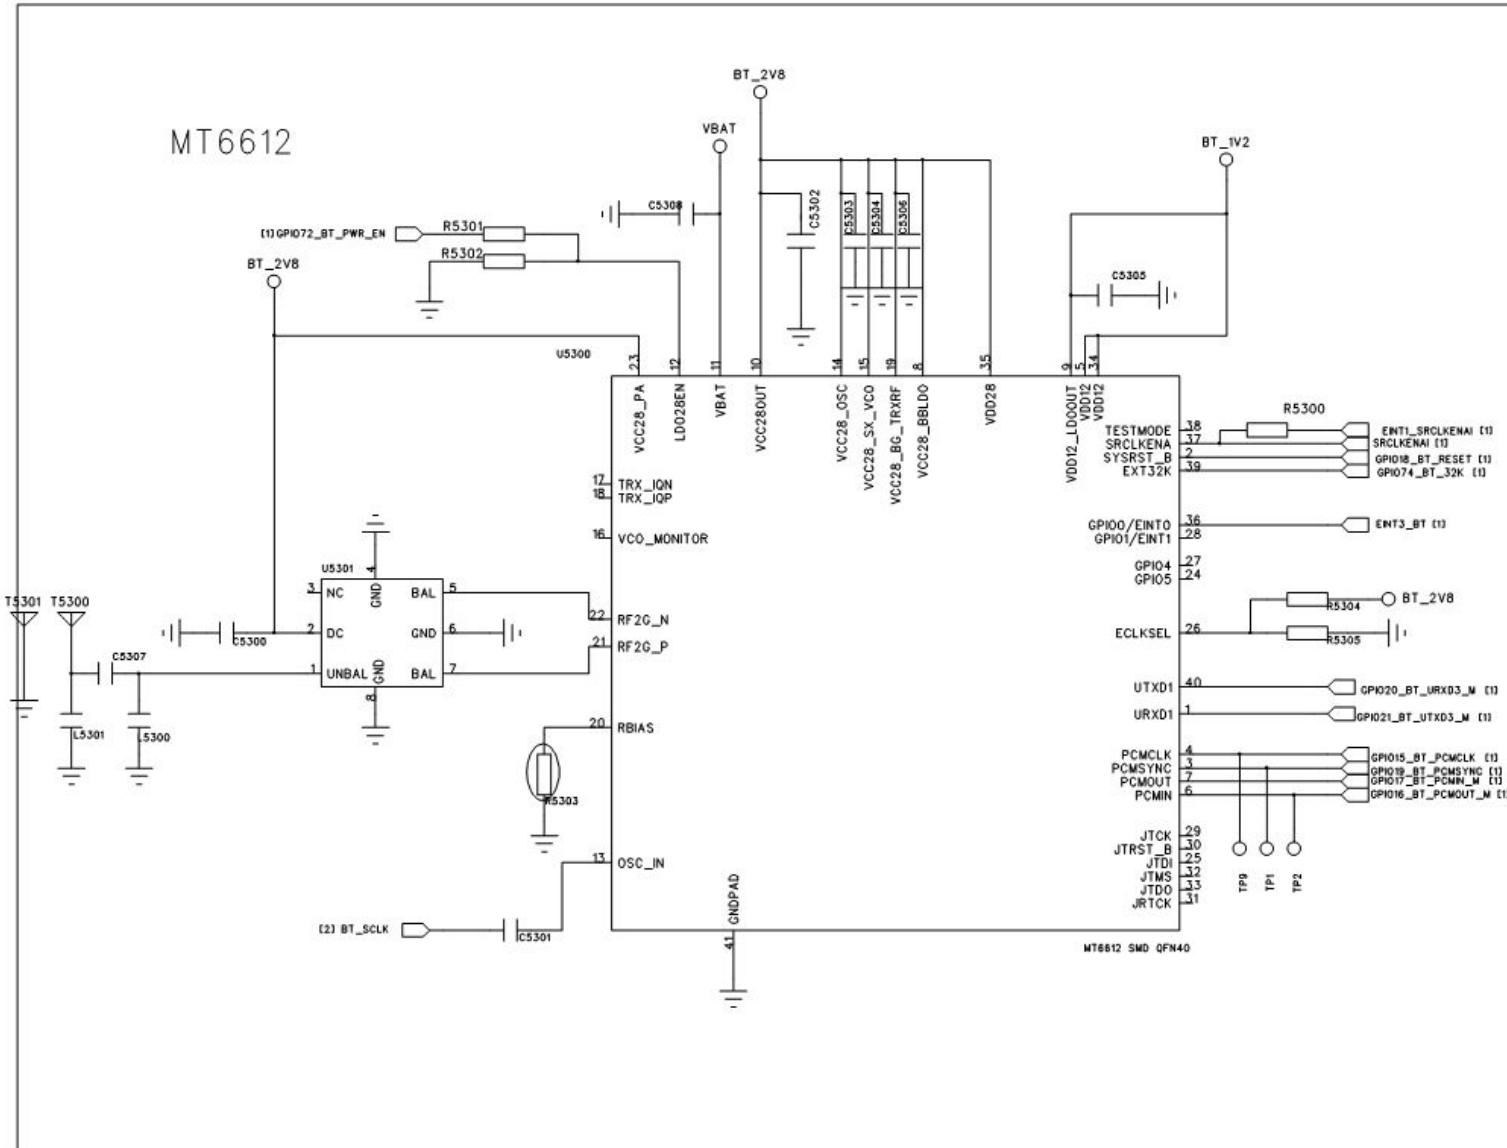 MT6612
BT_2V8
VBAT
BT_1V2
C5308
C5302
C5303
C5304
C5306
[1]GPIO72_BT_PWR_EN
R5301
R5302
BT_2V8
C5305
U5300
23
12
11
10
14
15
19
8
35
9
5
34
VCC28_PA
LDO28EN
VBAT
VCC28OUT
VCC28_OSC
VCC28_SX_VCO
VCC28_BG_TRXRF
VCC28_BBLDO
VDD28
VDD12_LDOOUT
VDD12
VDD12
R5300
TESTMODE 38 EINT1_SRCLKENAI [1]
SRCLKENA 37 SRCLKENAI [1]
SYSRST_B 2 GPIO18_BT_RESET [1]
EXT32K 39 GPIO74_BT_32K [1]
17 TRX_IQN
18 TRX_IQP
GPIO0/EINT0 36 EINT3_BT [1]
GPIO1/EINT1 28
16 VCO_MONITOR
GPIO4 27
GPIO5 24
U5301
4
3 NC GND BAL 5
T5301 T5300
R5304 BT_2V8
22 RF2G_N
C5300 2 DC GND 6
ECLKSEL 26 R5305
21 RF2G_P
C5307
1 UNBAL GND BAL 7
8
UTXD1 40 GPIO20_BT_URXD3_M [1]
URXD1 1 GPIO21_BT_UTXD3_M [1]
L5301 L5300
20 RBIAS
R5303
PCMCLK 4 GPIO15_BT_PCMCLK [1]
PCMSYNC 3 GPIO19_BT_PCMSYNC [1]
PCMOUT 7 GPIO17_BT_PCMIN_M [1]
PCMIN 6 GPIO16_BT_PCMOUT_M [1]
JTCK 29
JTRST_B 30
JTDI 25
JTMS 32
JTDO 33
JRTCK 31
TP9
TP1
TP2
13 OSC_IN
[2] BT_SCLK
C5301
GNDPAD
41
MT6612 SMD QFN40